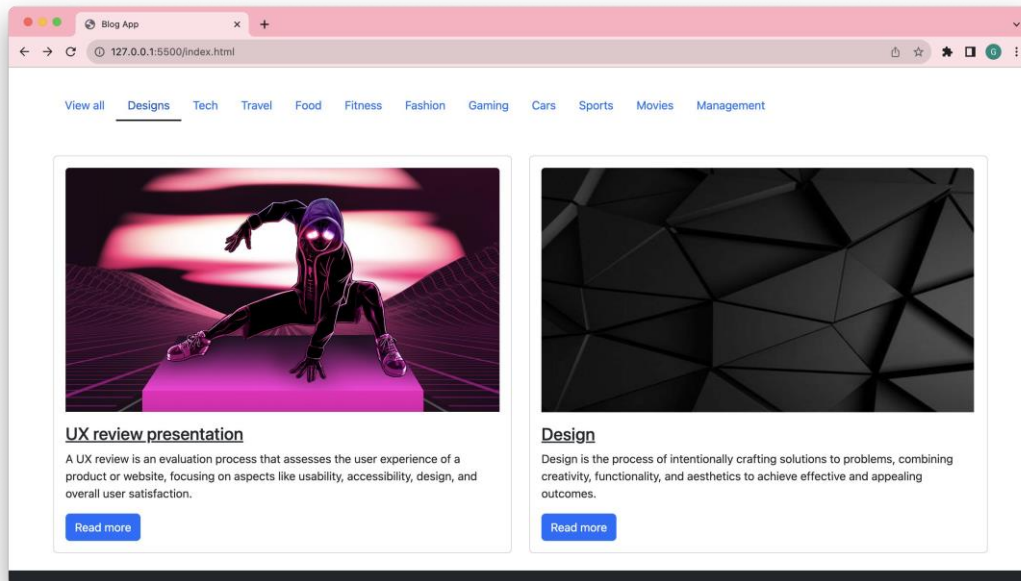 Blog App
127.0.0.1:5500/index.html
G
View all Designs Tech Travel Food Fitness Fashion Gaming Cars Sports Movies Management
UX review presentation
A UX review is an evaluation process that assesses the user experience of a
product or website, focusing on aspects like usability, accessibility, design, and
overall user satisfaction.
Read more
Design
Design is the process of intentionally crafting solutions to problems, combining
creativity, functionality, and aesthetics to achieve effective and appealing
outcomes.
Read more